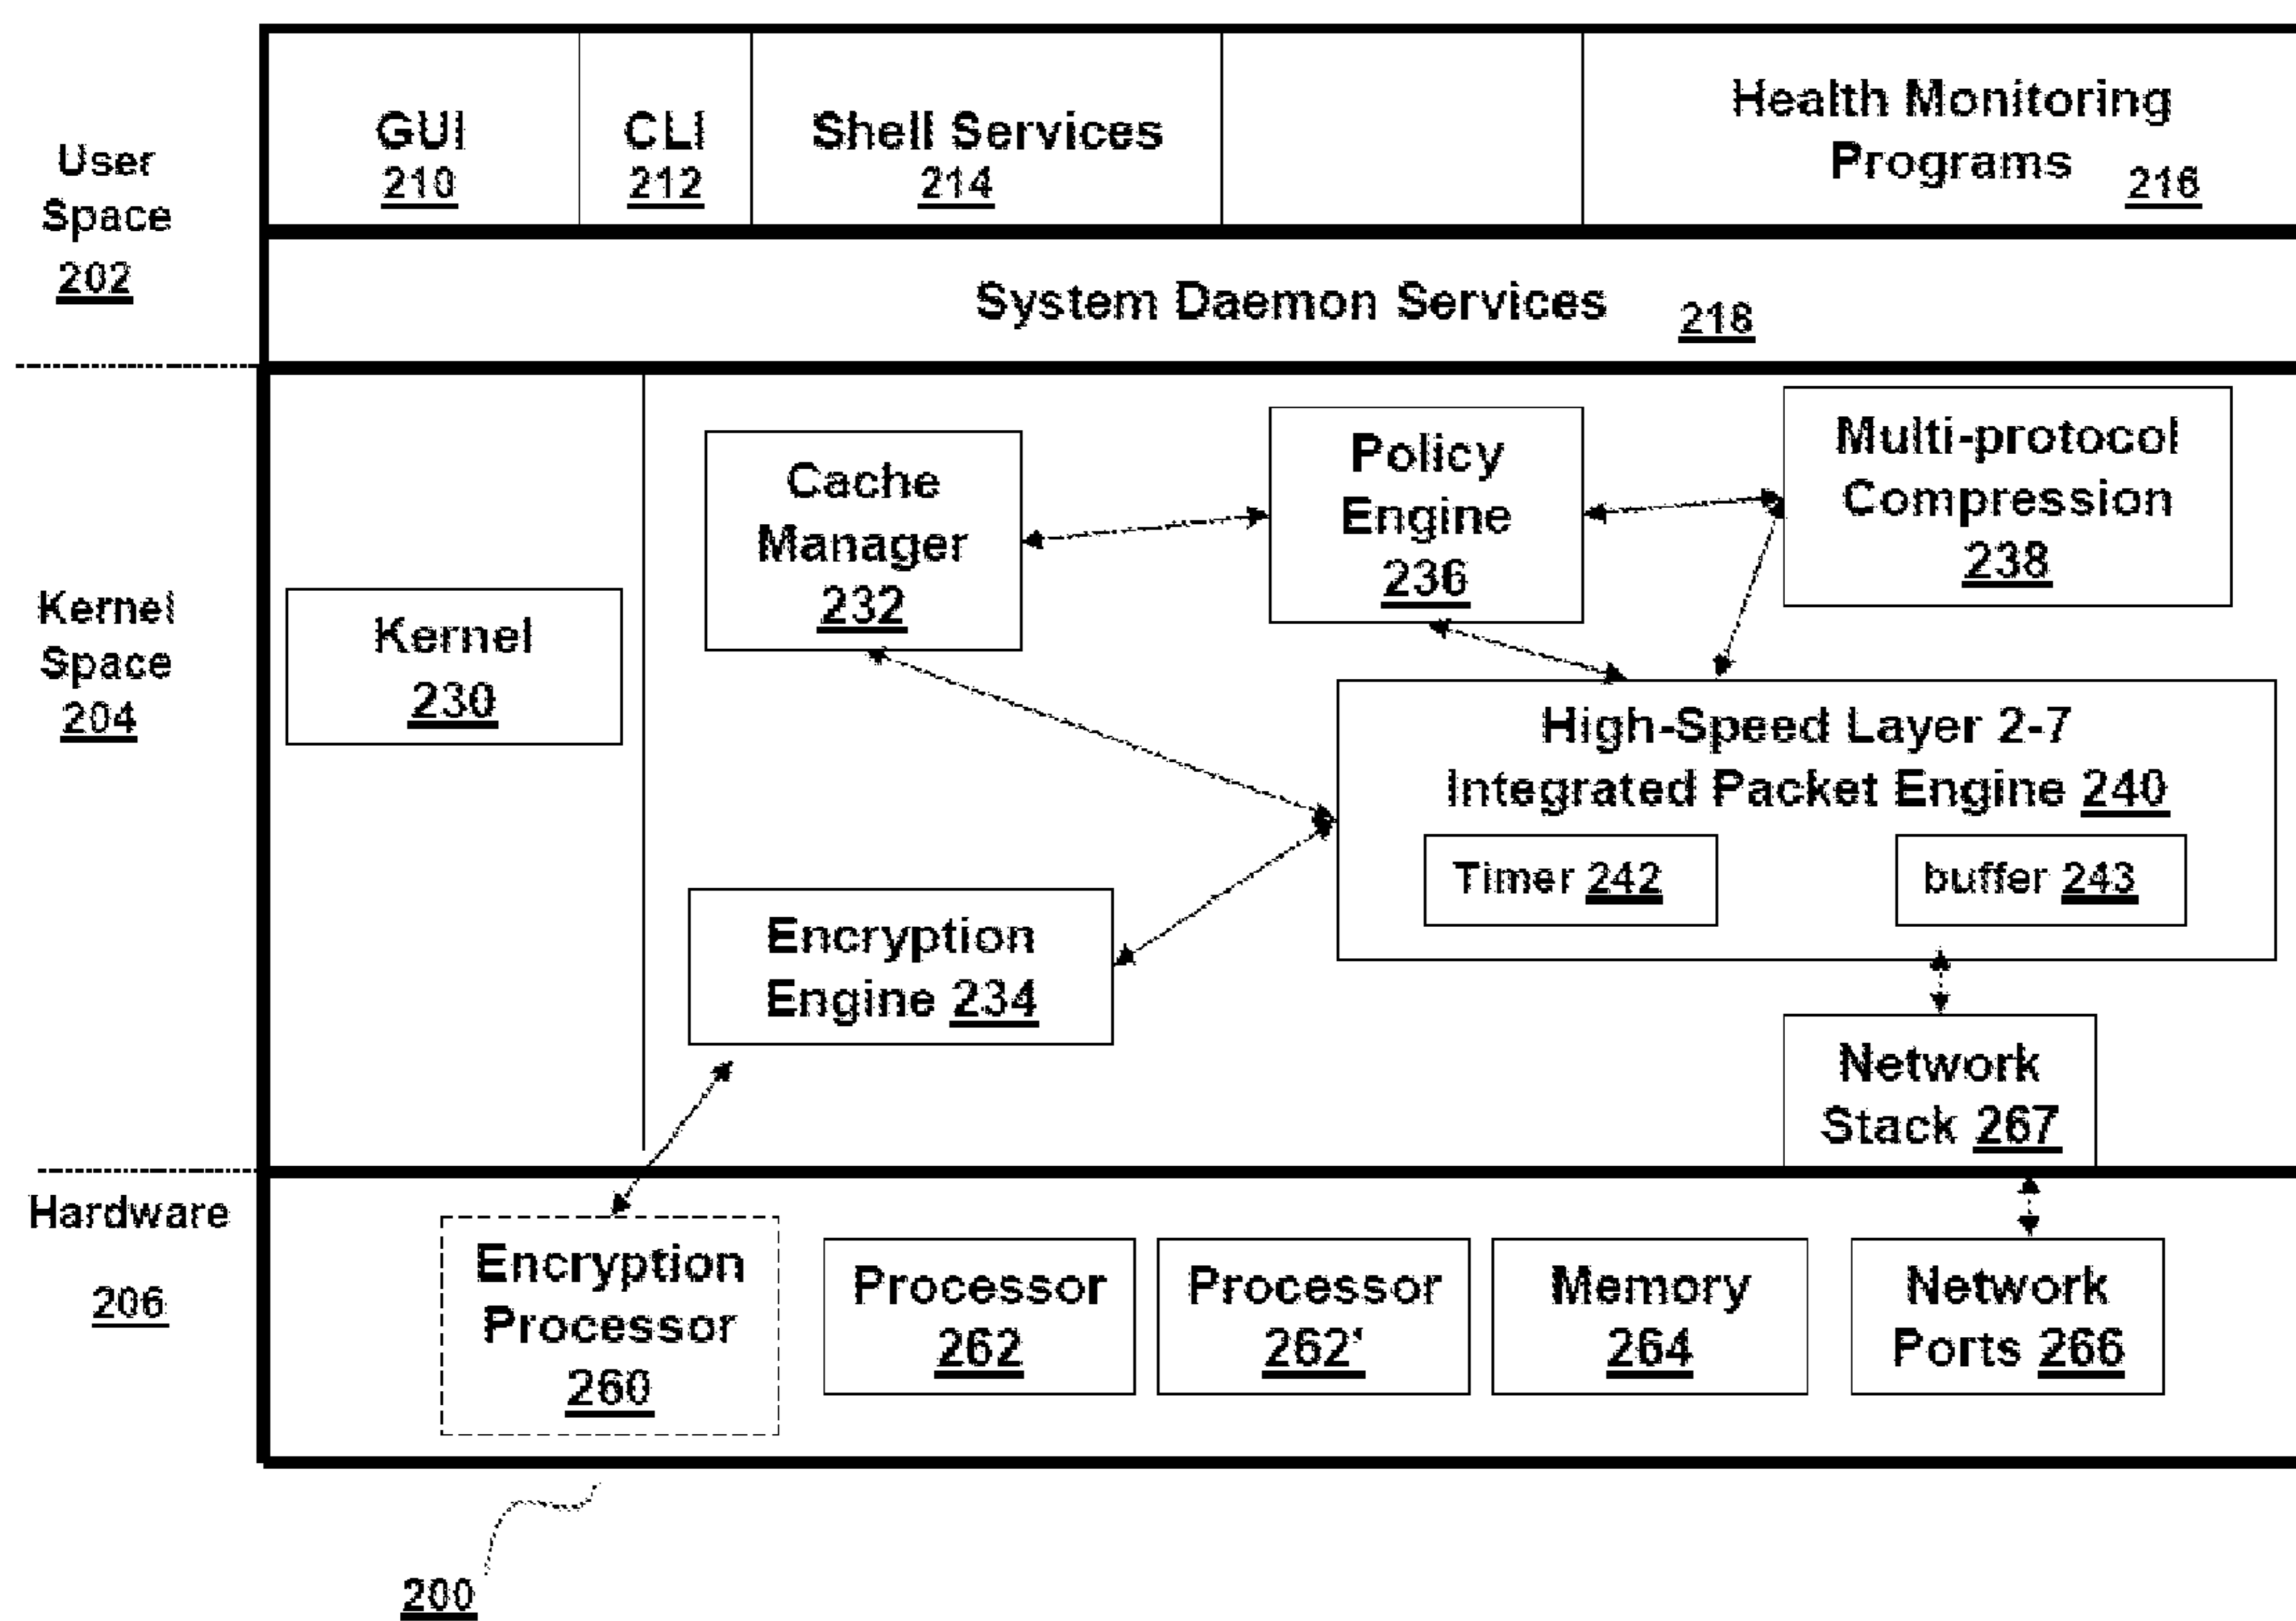 User
Space
202
GUI
210
CLI
212
Shell Services
214
Health Monitoring
Programs 216
System Daemon Services 218
Kernel
Space
204
Kernel
230
Cache
Manager
232
Policy
Engine
236
Multi-protocol
Compression
238
High-Speed Layer 2-7
Integrated Packet Engine 240
Timer 242
buffer 243
Encryption
Engine 234
Network
Stack 267
Hardware
206
Encryption
Processor
260
Processor
262
Processor
262'
Memory
264
Network
Ports 266
200